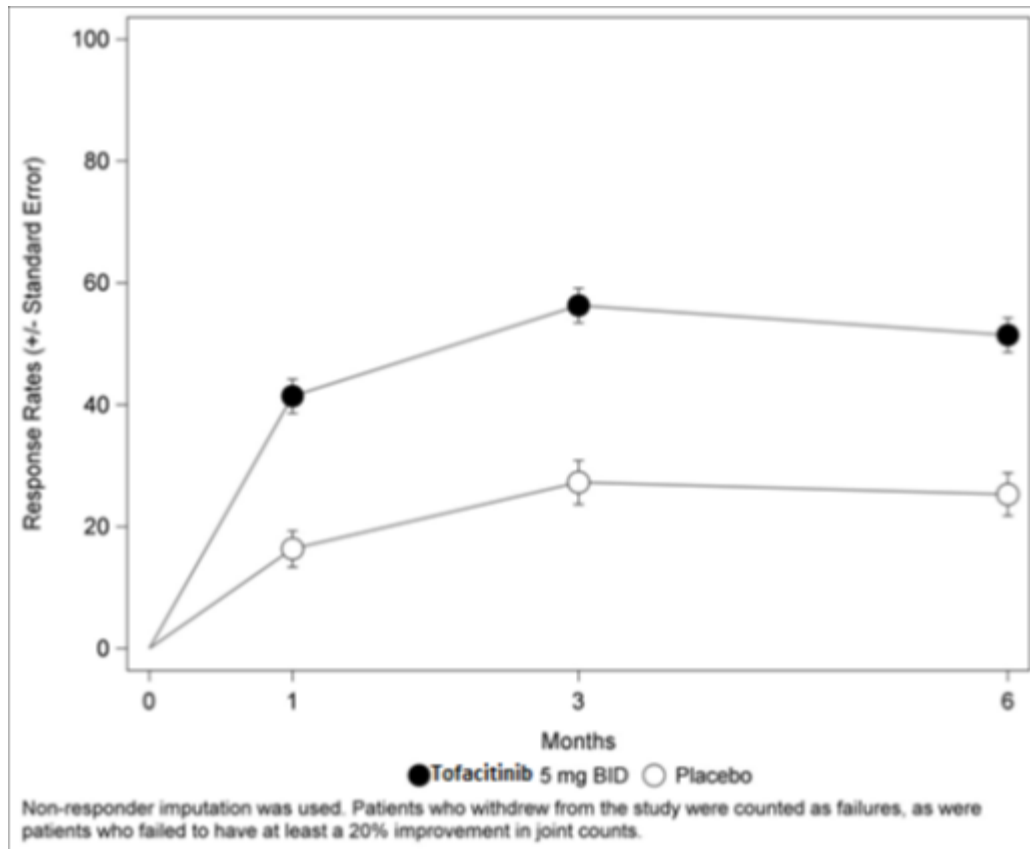 100
80
60
40
20
0
Response Rates (+/- Standard Error)
0 1 3 6
Months
Tofacitinib 5 mg BID Placebo
Non-responder imputation was used. Patients who withdrew from the study were counted as failures, as were
patients who failed to have at least a 20% improvement in joint counts.